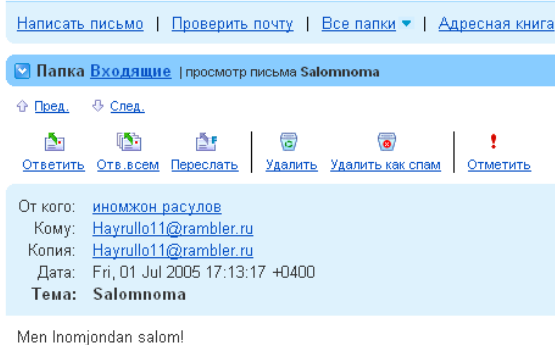 Написать письмо | Проверить почту | Все папки | Адресная книга
Папка Входящие | просмотр письма Salomnoma
Пред. След.
Ответить Отв.всем Переслать Удалить Удалить как спам Отметить
От кого: иномжон расулов
Кому: Hayrullo11@rambler.ru
Копия: Hayrullo11@rambler.ru
Дата: Fri, 01 Jul 2005 17:13:17 +0400
Тема: Salomnoma
Men Inomjondan salom!